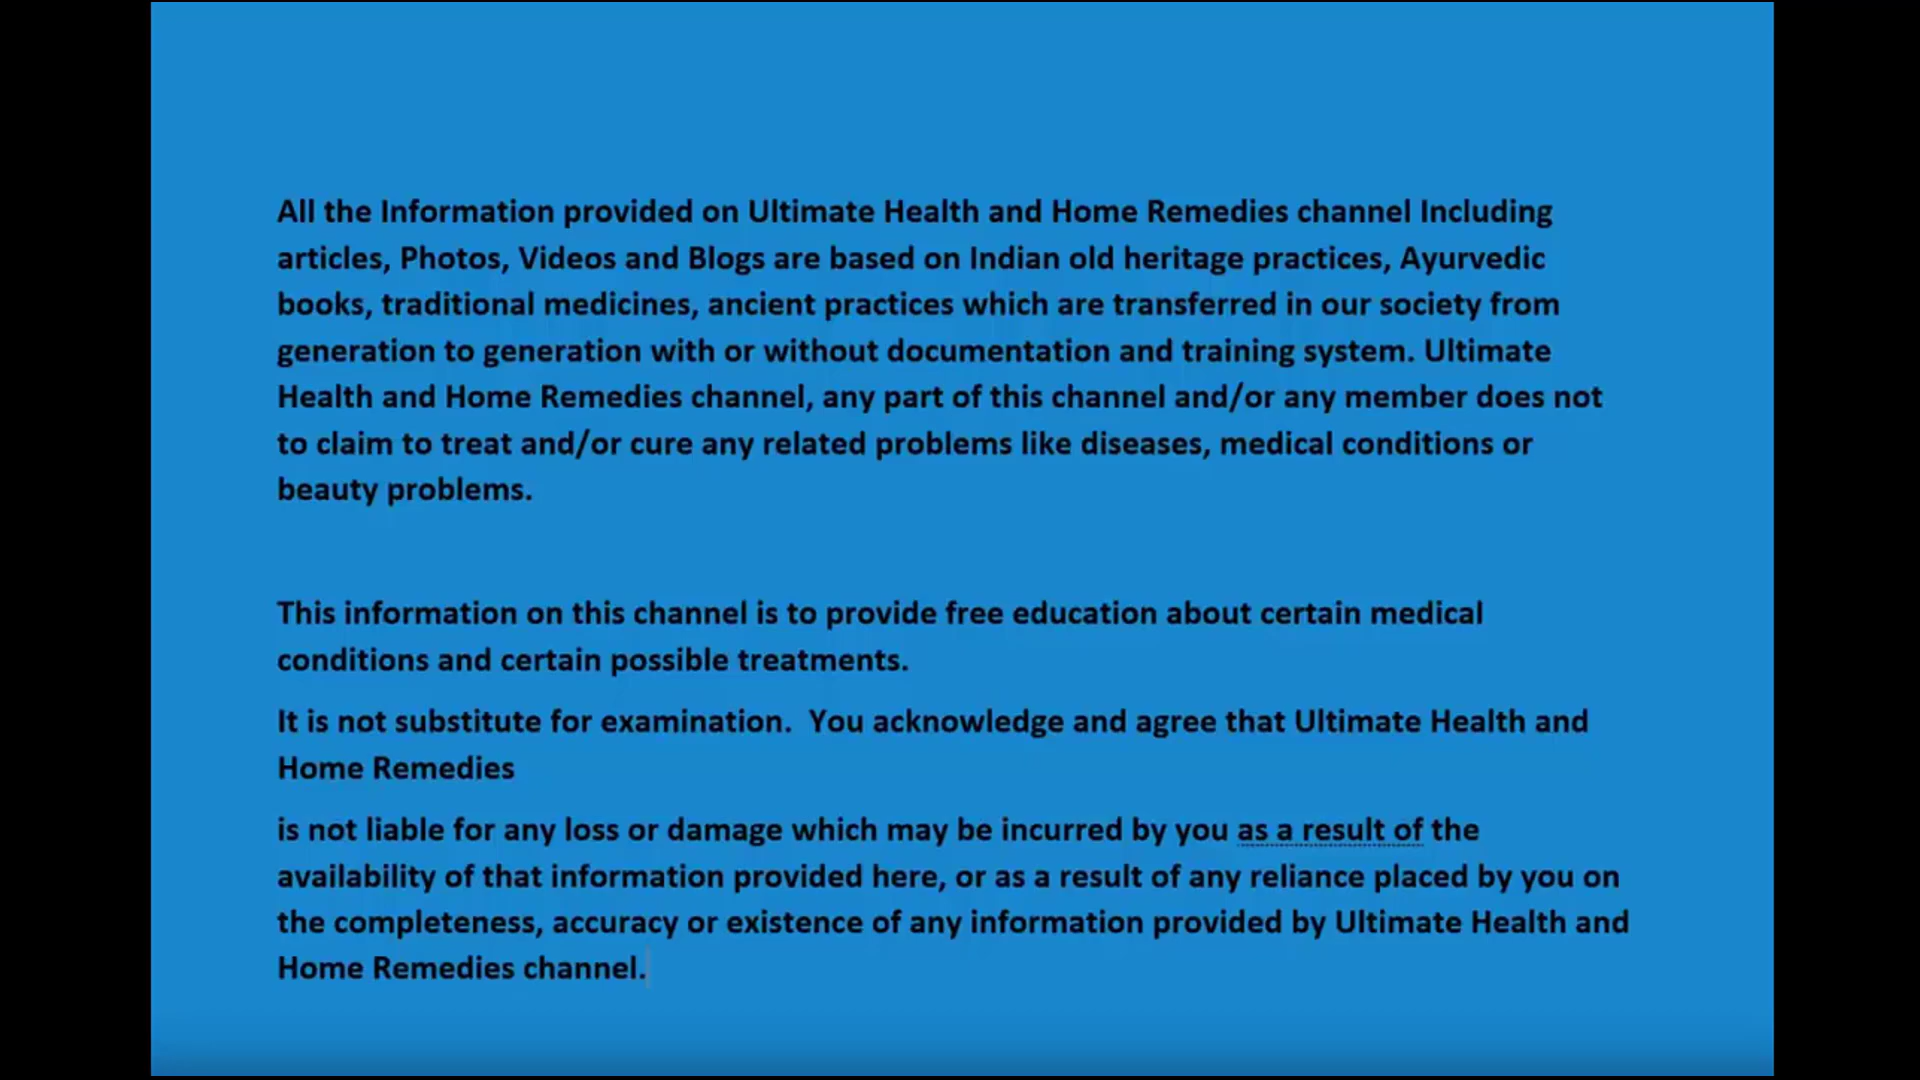 All the Information provided on Ultimate Health and Home Remedies channel Including
articles, Photos, Videos and Blogs are based on Indian old heritage practices, Ayurvedic
books, traditional medicines, ancient practices which are transferred in our society from
generation to generation with or without documentation and training system. Ultimate
Health and Home Remedies channel, any part of this channel and/or any member does not
to claim to treat and/or cure any related problems like diseases, medical conditions or
beauty problems.
This information on this channel is to provide free education about certain medical
conditions and certain possible treatments.
It is not substitute for examination.  You acknowledge and agree that Ultimate Health and
Home Remedies
is not liable for any loss or damage which may be incurred by you as a result of the
availability of that information provided here, or as a result of any reliance placed by you on
the completeness, accuracy or existence of any information provided by Ultimate Health and
Home Remedies channel.